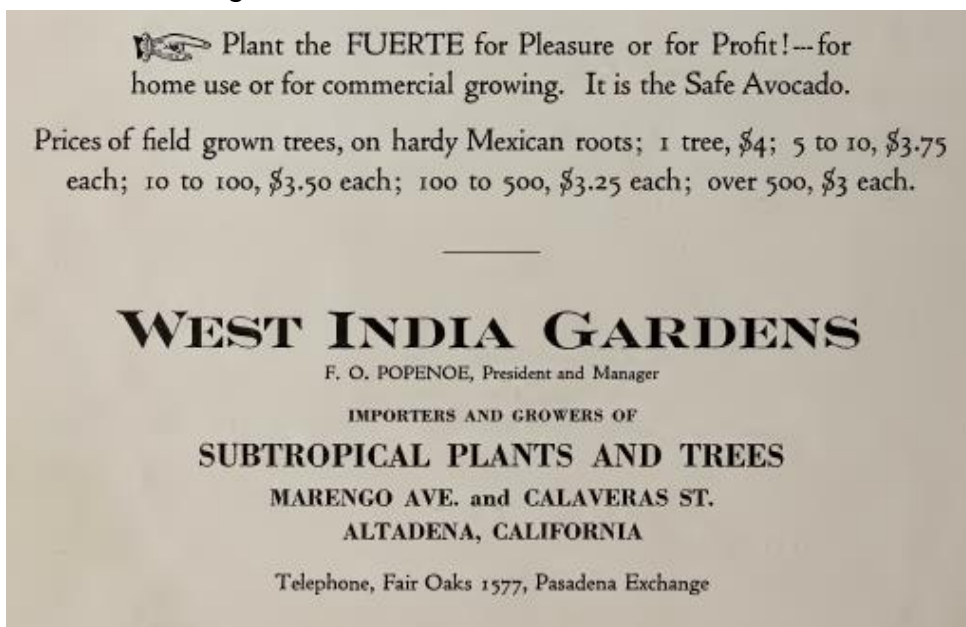 Plant the FUERTE for Pleasure or for Profit!---for
home use or for commercial growing. It is the Safe Avocado.
Prices of field grown trees, on hardy Mexican roots; 1 tree, $4; 5 to 10, $3.75
each; 10 to 100, $3.50 each; 100 to 500, $3.25 each; over 500, $3 each.
WEST INDIA GARDENS
F. O. POPENOE, President and Manager
IMPORTERS AND GROWERS OF
SUBTROPICAL PLANTS AND TREES
MARENGO AVE. and CALAVERAS ST.
ALTADENA, CALIFORNIA
Telephone, Fair Oaks 1577, Pasadena Exchange